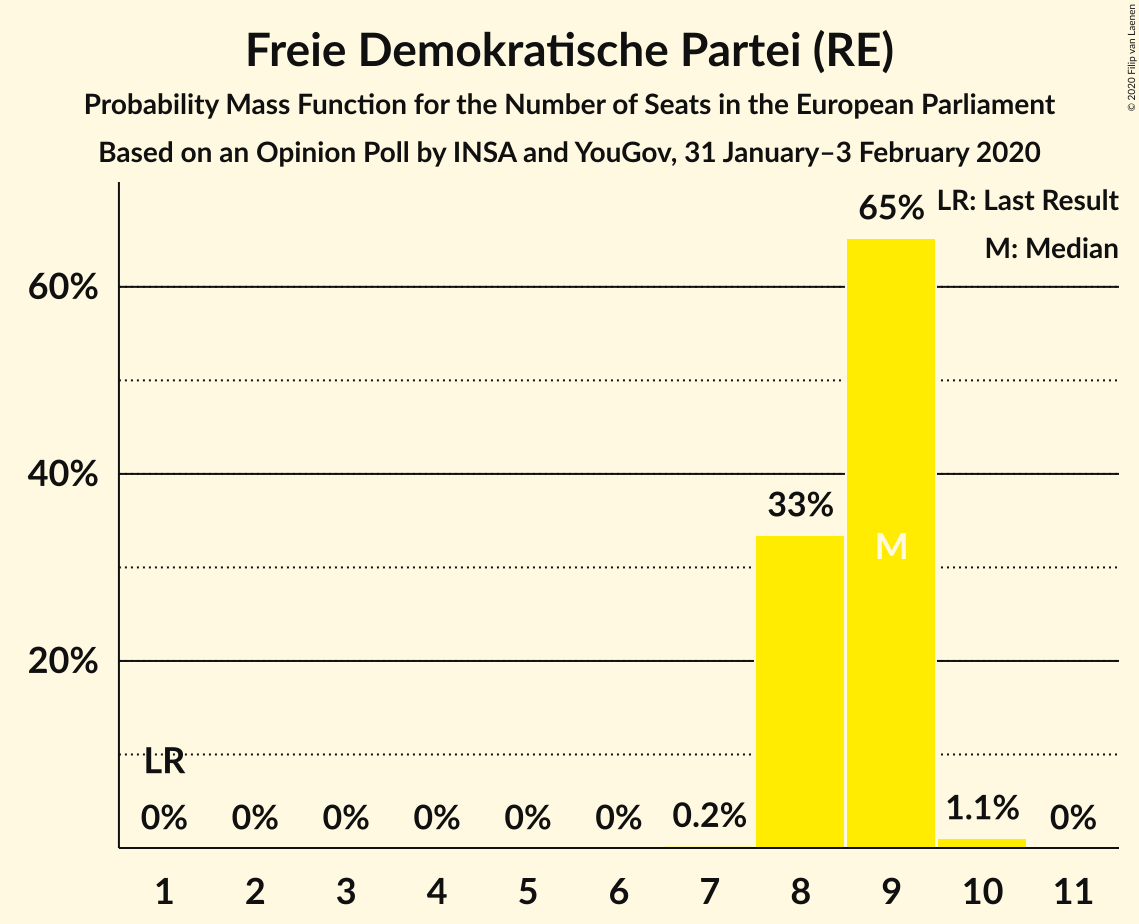 Freie Demokratische Partei (RE)
Probability Mass Function for the Number of Seats in the European Parliament
Based on an Opinion Poll by INSA and YouGov, 31 January–3 February 2020
© 2020 Filip van Laenen
LR: Last Result
M: Median
65%
60%
40%
33%
M
20%
LR
0% 0% 0% 0% 0% 0% 0.2% 1.1% 0%
1 2 3 4 5 6 7 8 9 10 11